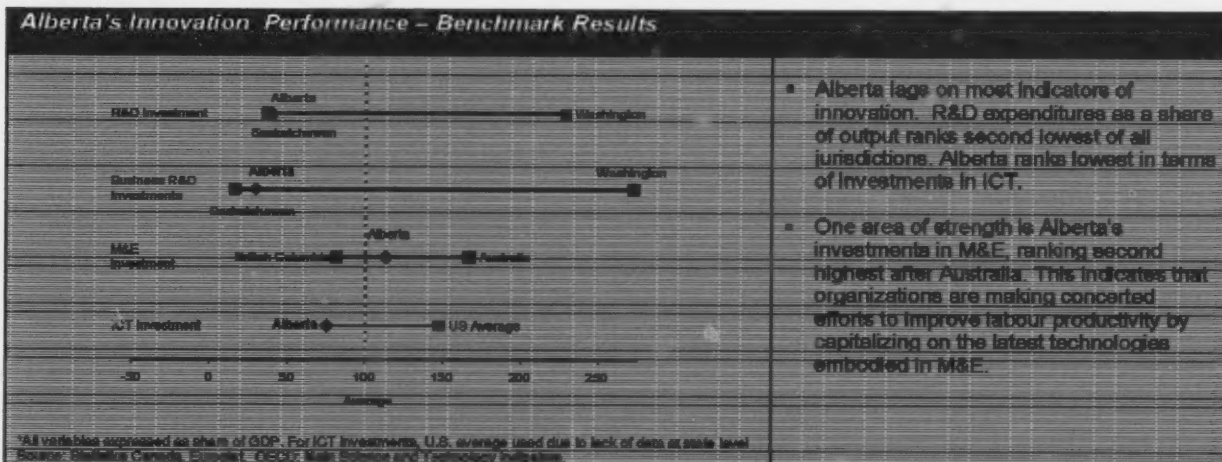 Alberta's Innovation Performance – Benchmark Results
Alberta
R&D Investment
Washington
Saskatchewan
Alberta
Washington
Business R&D
Investments
Saskatchewan
Alberta
M&E
Investment
British Columbia
Australia
ICT Investment
Alberta
US Average
-50 0 50 100 150 200 250
Average
*All variables expressed as share of GDP. For ICT Investments, U.S. average used due to lack of data at state level
Source: Statistics Canada, OECD: Main Science and Technology Indicators
▪ Alberta lags on most indicators of
innovation. R&D expenditures as a share
of output ranks second lowest of all
jurisdictions. Alberta ranks lowest in terms
of investments in ICT.
▪ One area of strength is Alberta's
investments in M&E, ranking second
highest after Australia. This indicates that
organizations are making concerted
efforts to improve labour productivity by
capitalizing on the latest technologies
embodied in M&E.